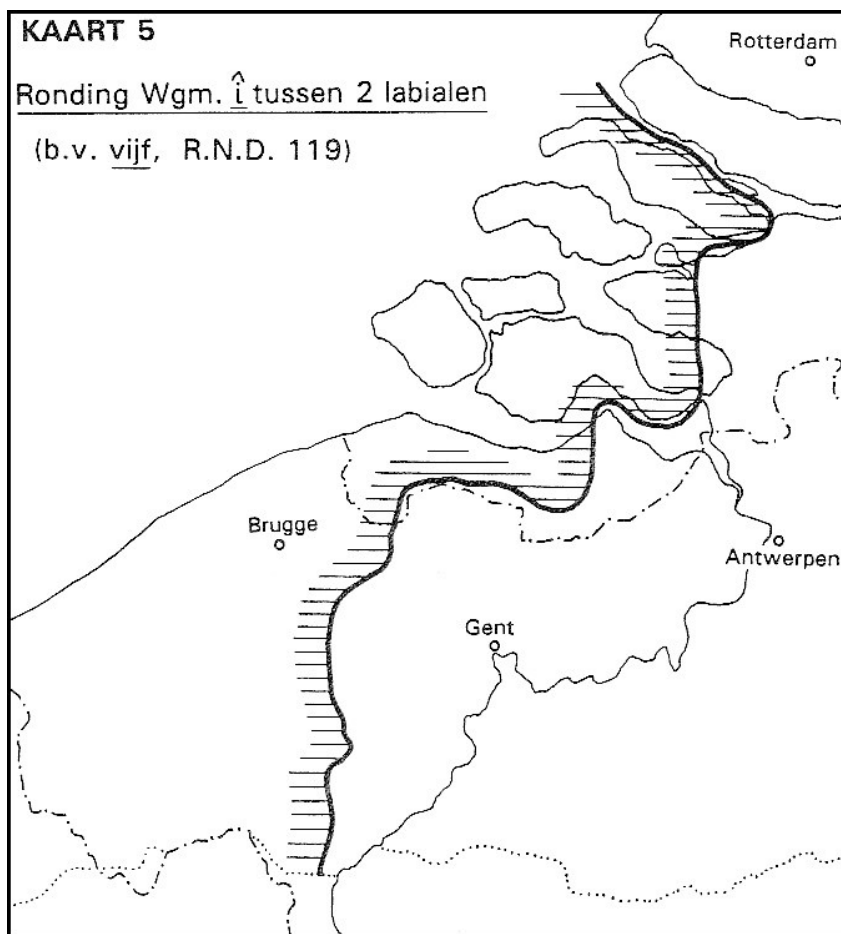 KAART 5
Rotterdam
Ronding Wgm. î tussen 2 labialen
(b.v. vijf, R.N.D. 119)
Brugge
Antwerpen
Gent